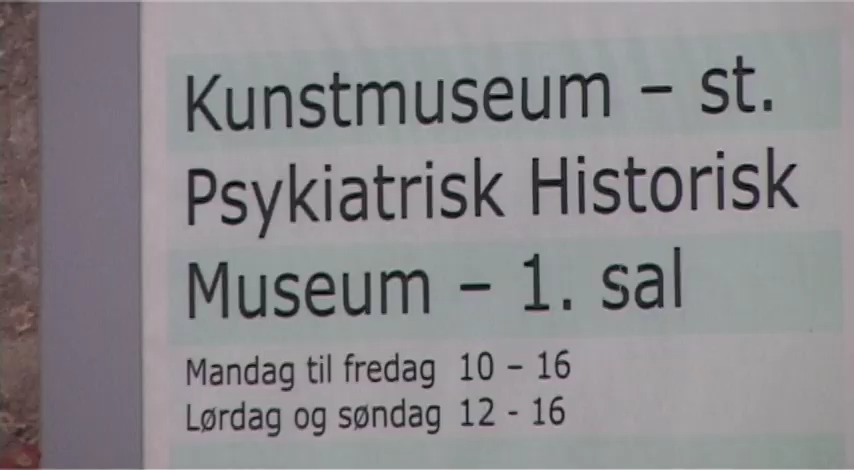 Kunstmuseum – st.
Psykiatrisk Historisk
Museum – 1. sal
Mandag til fredag 10 – 16
Lørdag og søndag 12 - 16